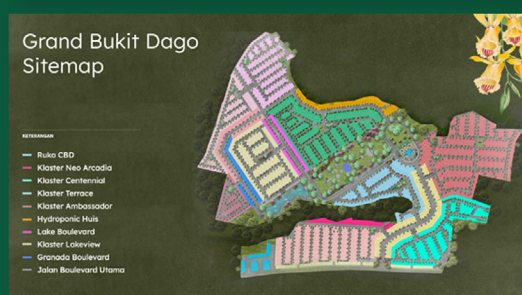 Grand Bukit Dago
Sitemap
KETERANGAN
Ruko CBD
Klaster Neo Arcadia
Klaster Centennial
Klaster Terrace
Klaster Ambasador
Hydroponic Huis
Lake Boulevard
Klaster Lakeview
Granada Boulevard
Jalan Boulevard Utama